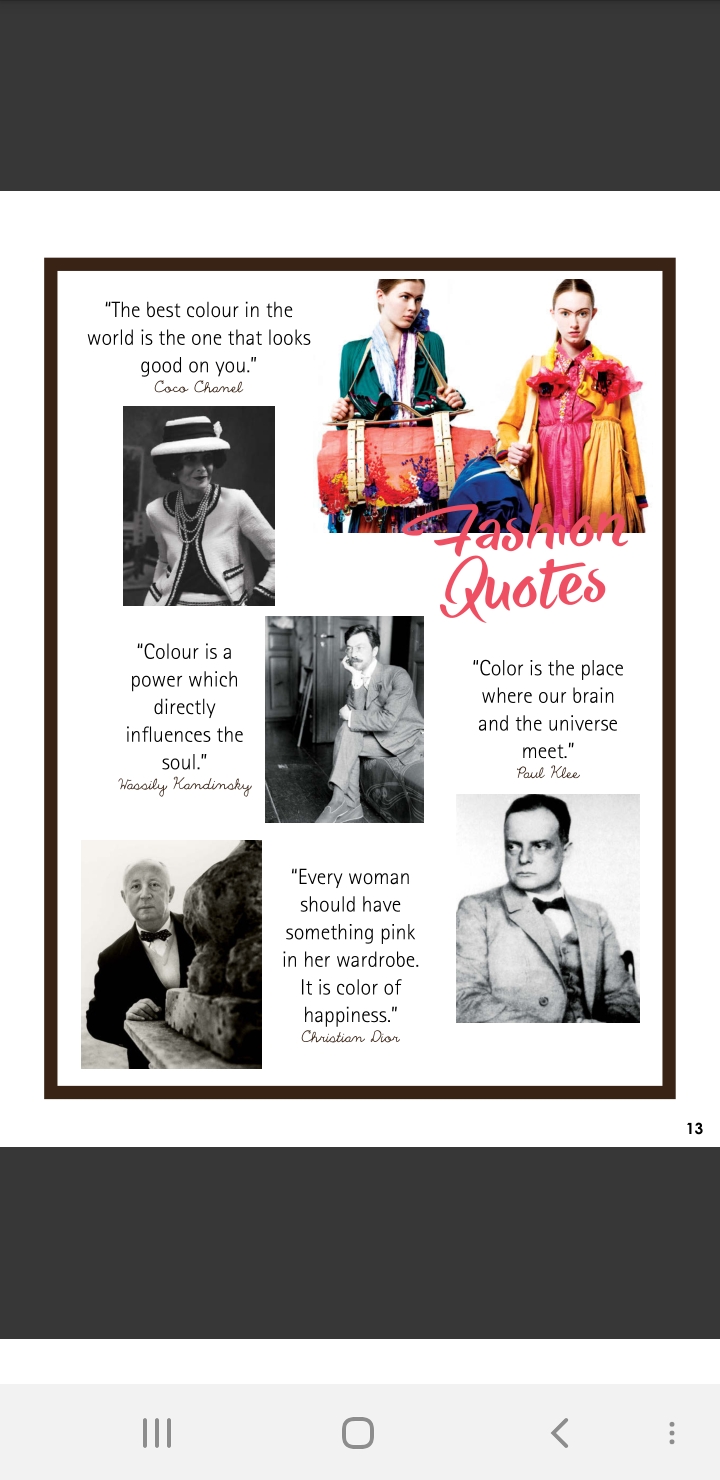 “The best colour in the
world is the one that looks
good on you.”
Coco Chanel
Fashion
Quotes
“Colour is a
power which
directly
influences the
soul.”
Wassily Kandinsky
“Color is the place
where our brain
and the universe
meet.”
Paul Klee
“Every woman
should have
something pink
in her wardrobe.
It is color of
happiness.”
Christian Dior
13